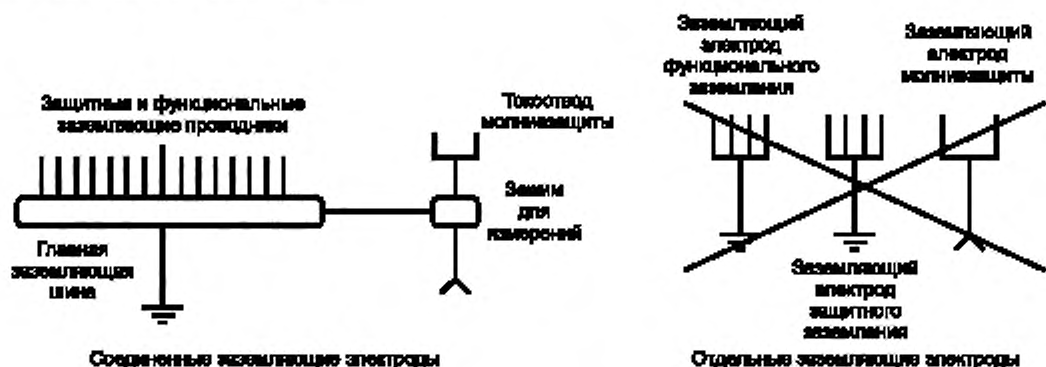 Защитные и функциональные
заземляющие проводники
Токоотвод
молниезащиты
Зажим
для
измерений
Главная
заземляющая
шина
Соединенные заземляющие электроды
Заземляющий
электрод
функционального
заземления
Заземляющий
электрод
молниезащиты
Заземляющий
электрод
защитного
заземления
Отдельные заземляющие электроды